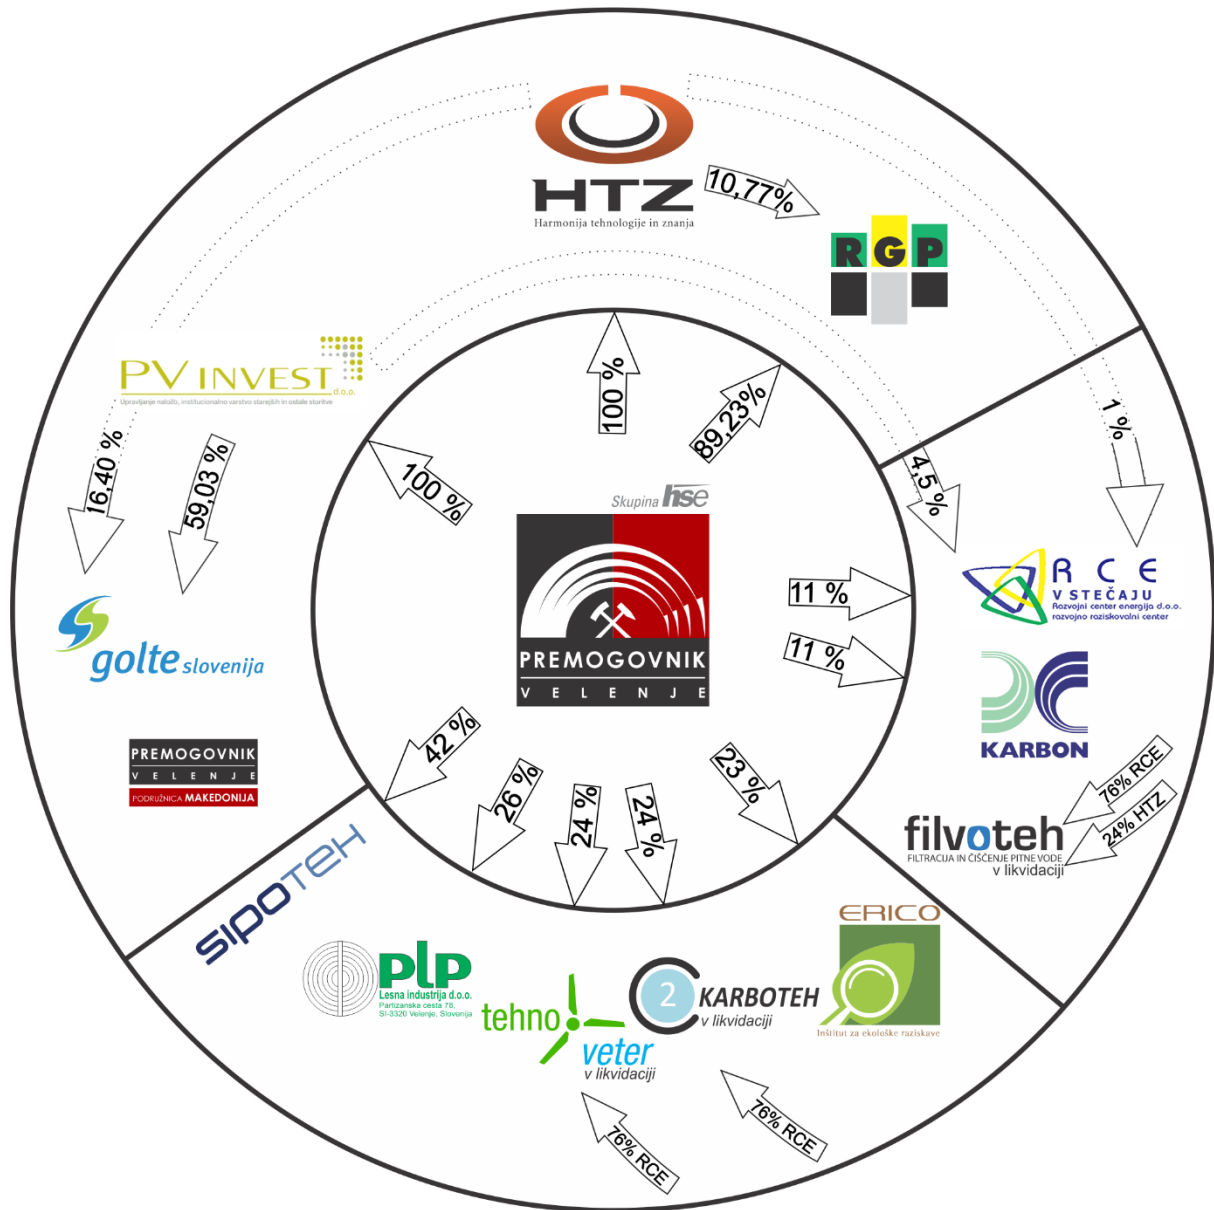 HTZ
Harmonija tehnologije in znanja
10,77%
RGP
PV INVEST
d.o.o.
Upravljanje naložb, institucionalno varstvo starejših in ostale storitve
100 %
89,23%
100 %
16,40 %
59,03 %
4,5 %
1 %
Skupina hse
PREMOGOVNIK
VELENJE
11 %
11 %
RCE
V STEČAJU
Razvojni center energija d.o.o.
razvojno raziskovalni center
golte slovenija
KARBON
PREMOGOVNIK
VELENJE
PODRUŽNICA MAKEDONIJA
42 %
26 %
24 %
24 %
23 %
76% RCE
24% HTZ
filvoteh
FILTRACIJA IN ČIŠČENJE PITNE VODE
v likvidaciji
SIPOTEH
plp
Lesna industrija d.o.o.
Partizanska cesta 78,
SI-3320 Velenje, Slovenija
tehno
veter
v likvidaciji
2
KARBOTEH
v likvidaciji
ERICO
Inštitut za ekološke raziskave
76% RCE
76% RCE